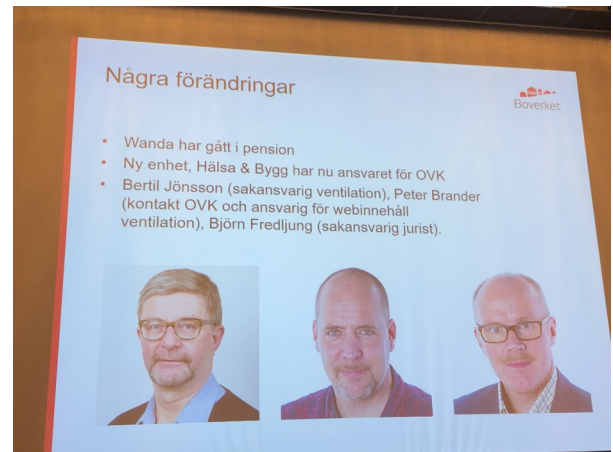 Några förändringar
Boverket
• Wanda har gått i pension
• Ny enhet, Hälsa & Bygg har nu ansvaret för OVK
• Bertil Jönsson (sakansvarig ventilation), Peter Brander
(kontakt OVK och ansvarig för webinnehåll
ventilation), Björn Fredljung (sakansvarig jurist).